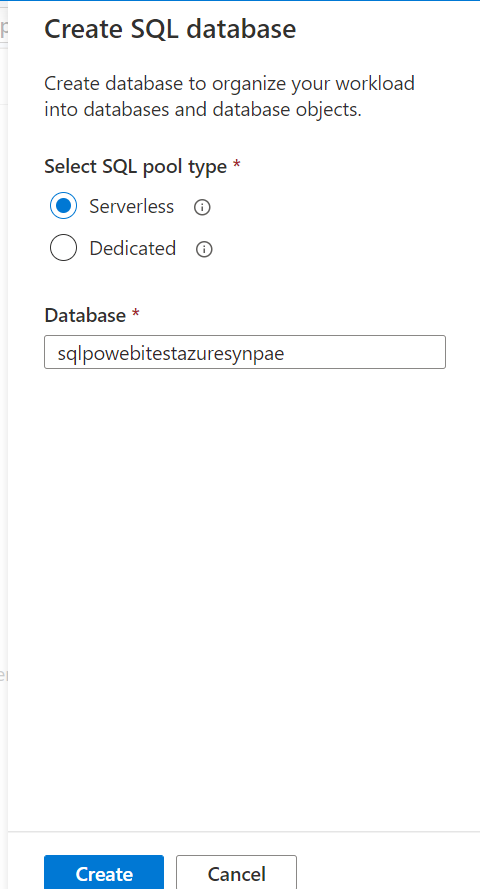 Create SQL database
Create database to organize your workload
into databases and database objects.
Select SQL pool type *
Serverless
Dedicated
Database *
sqlpowebitestazuresynpae
Create
Cancel